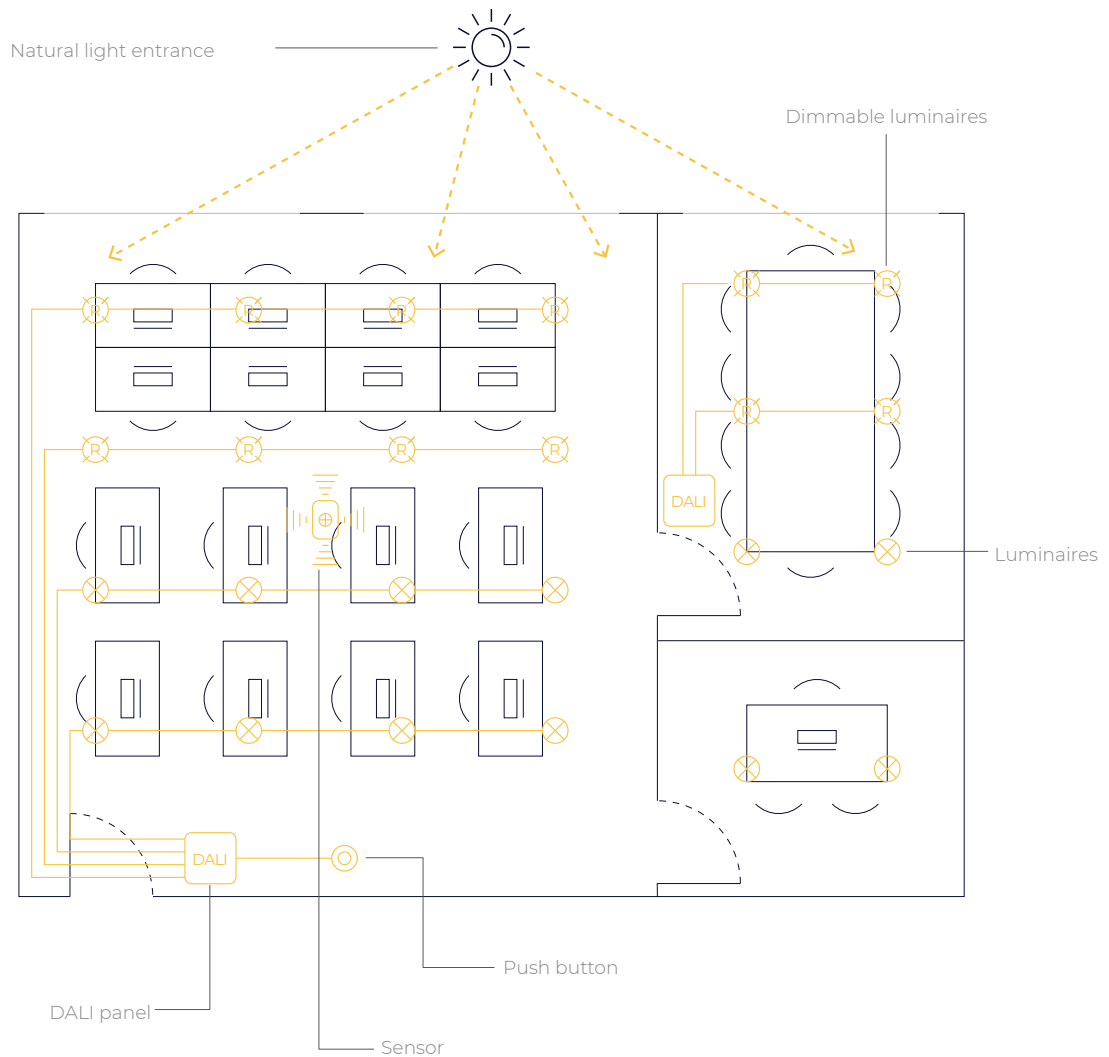 Natural light entrance
Dimmable luminaires
R
R
R
R
R
R
R
R
R
R
R
R
DALI
Luminaires
DALI
Push button
DALI panel
Sensor